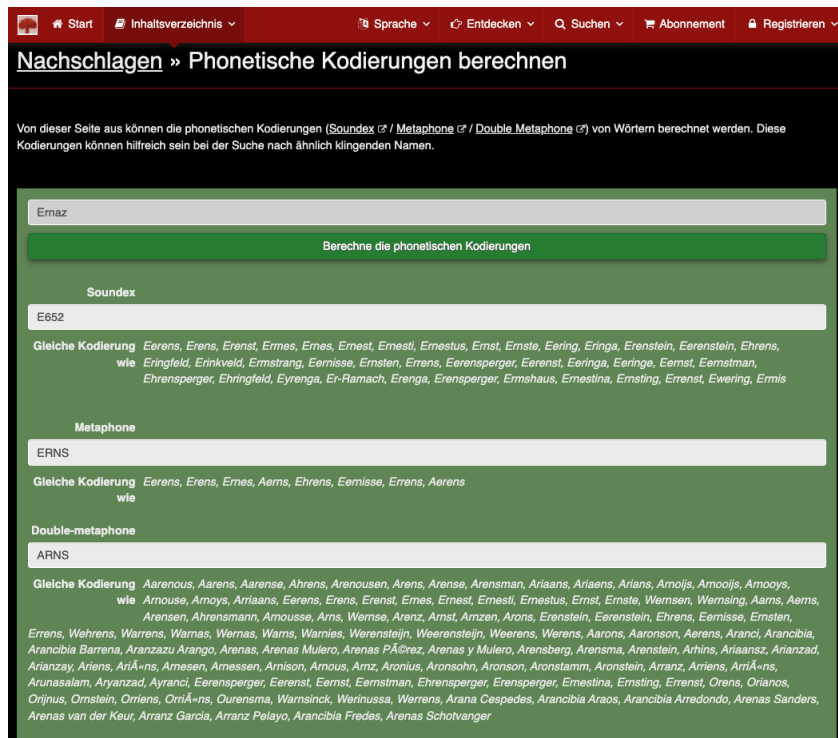 Start Inhaltsverzeichnis Sprache Entdecken Suchen Abonnement Registrieren
Nachschlagen » Phonetische Kodierungen berechnen
Von dieser Seite aus können die phonetischen Kodierungen (Soundex / Metaphone / Double Metaphone) von Wörtern berechnet werden. Diese
Kodierungen können hilfreich sein bei der Suche nach ähnlich klingenden Namen.
Ernaz
Berechne die phonetischen Kodierungen
Soundex
E652
Gleiche Kodierung Eerens, Erens, Erenst, Ermes, Ernes, Ernest, Ernesti, Ernestus, Ernst, Ernste, Eering, Eringa, Erenstein, Eerenstein, Ehrens,
wie Eringfeld, Erinkveld, Ermstrang, Eernisse, Ernsten, Errens, Eerensperger, Eerenst, Eeringa, Eeringe, Eernst, Eernstman,
Ehrensperger, Ehringfeld, Eyrenga, Er-Ramach, Erenga, Erensperger, Ermshaus, Ernestina, Ernsting, Errenst, Ewering, Ermis
Metaphone
ERNS
Gleiche Kodierung Eerens, Erens, Ernes, Aerns, Ehrens, Eernisse, Errens, Aerens
wie
Double-metaphone
ARNS
Gleiche Kodierung Aarenous, Aarens, Aarense, Ahrens, Arenousen, Arens, Arense, Arensman, Ariaans, Ariaens, Arians, Arnoijs, Arnooijs, Arnooys,
wie Arnouse, Arnoys, Arriaans, Eerens, Erens, Erenst, Ernes, Ernest, Ernesti, Ernestus, Ernst, Ernste, Wernsen, Wernsing, Aarns, Aerns,
Arensen, Ahrensmann, Arnousse, Arns, Wernse, Arenz, Arnst, Arnzen, Arons, Erenstein, Eerenstein, Ehrens, Eernisse, Ernsten,
Errens, Wehrens, Warrens, Warnas, Wernas, Warns, Warnies, Werensteijn, Weerensteijn, Weerens, Werens, Aarons, Aaronson, Aerens, Aranci, Arancibia,
Arancibia Barrena, Aranzazu Arango, Arenas, Arenas Mulero, Arenas PÃ©rez, Arenas y Mulero, Arensberg, Arensma, Arenstein, Arhins, Ariaansz, Arianzad,
Arianzay, Ariens, AriÃ«ns, Arnesen, Arnessen, Arnison, Arnous, Arnz, Aronius, Aronsohn, Aronson, Aronstamm, Aronstein, Arranz, Arriens, ArriÃ«ns,
Arunasalam, Aryanzad, Ayranci, Eerensperger, Eerenst, Eernst, Eernstman, Ehrensperger, Erensperger, Ernestina, Ernsting, Errenst, Orens, Orianos,
Orijnus, Ornstein, Orriens, OrriÃ«ns, Ourensma, Warnsinck, Werinussa, Werrens, Arana Cespedes, Arancibia Araos, Arancibia Arredondo, Arenas Sanders,
Arenas van der Keur, Arranz Garcia, Arranz Pelayo, Arancibia Fredes, Arenas Schotvanger